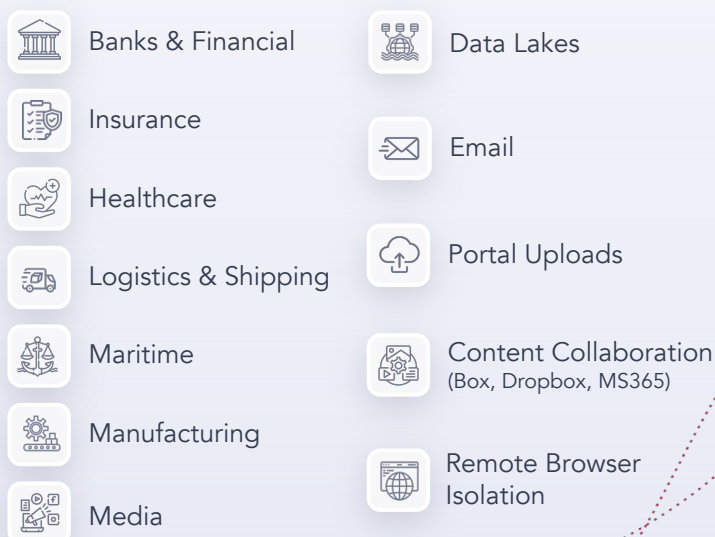 Banks & Financial
Insurance
Healthcare
Logistics & Shipping
Maritime
Manufacturing
Media
Data Lakes
Email
Portal Uploads
Content Collaboration
(Box, Dropbox, MS365)
Remote Browser
Isolation